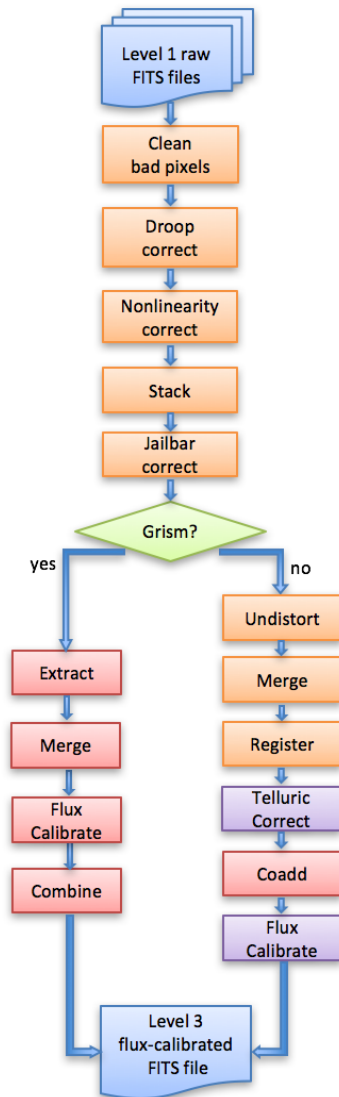 Level 1 raw
FITS files
Clean
bad pixels
Droop
correct
Nonlinearity
correct
Stack
Jailbar
correct
Grism?
yes
no
Extract
Merge
Flux
Calibrate
Combine
Undistort
Merge
Register
Telluric
Correct
Coadd
Flux
Calibrate
Level 3
flux-calibrated
FITS file